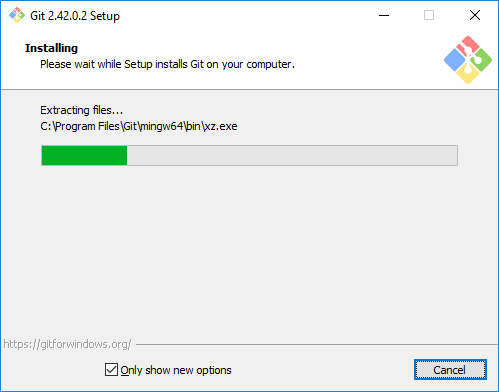 Git 2.42.0.2 Setup
Installing
Please wait while Setup installs Git on your computer.
Extracting files...
C:\Program Files\Git\mingw64\bin\xz.exe
https://gitforwindows.org/
Only show new options
Cancel